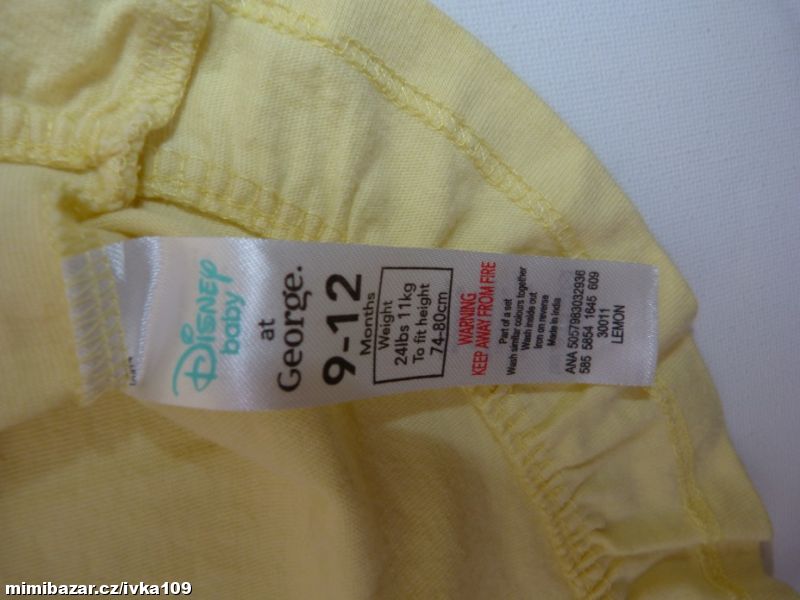 Disney
baby
at
George.
9-12
Months
Weight
24lbs 11kg
To fit height
74-80cm
WARNING
KEEP AWAY FROM FIRE
Part of a set
Wash similar colours together
Wash inside out
Iron on reverse
Made in India
ANA 5057983032936
585 5854 1645 609
30011
LEMON
mimibazar.cz/ivka109